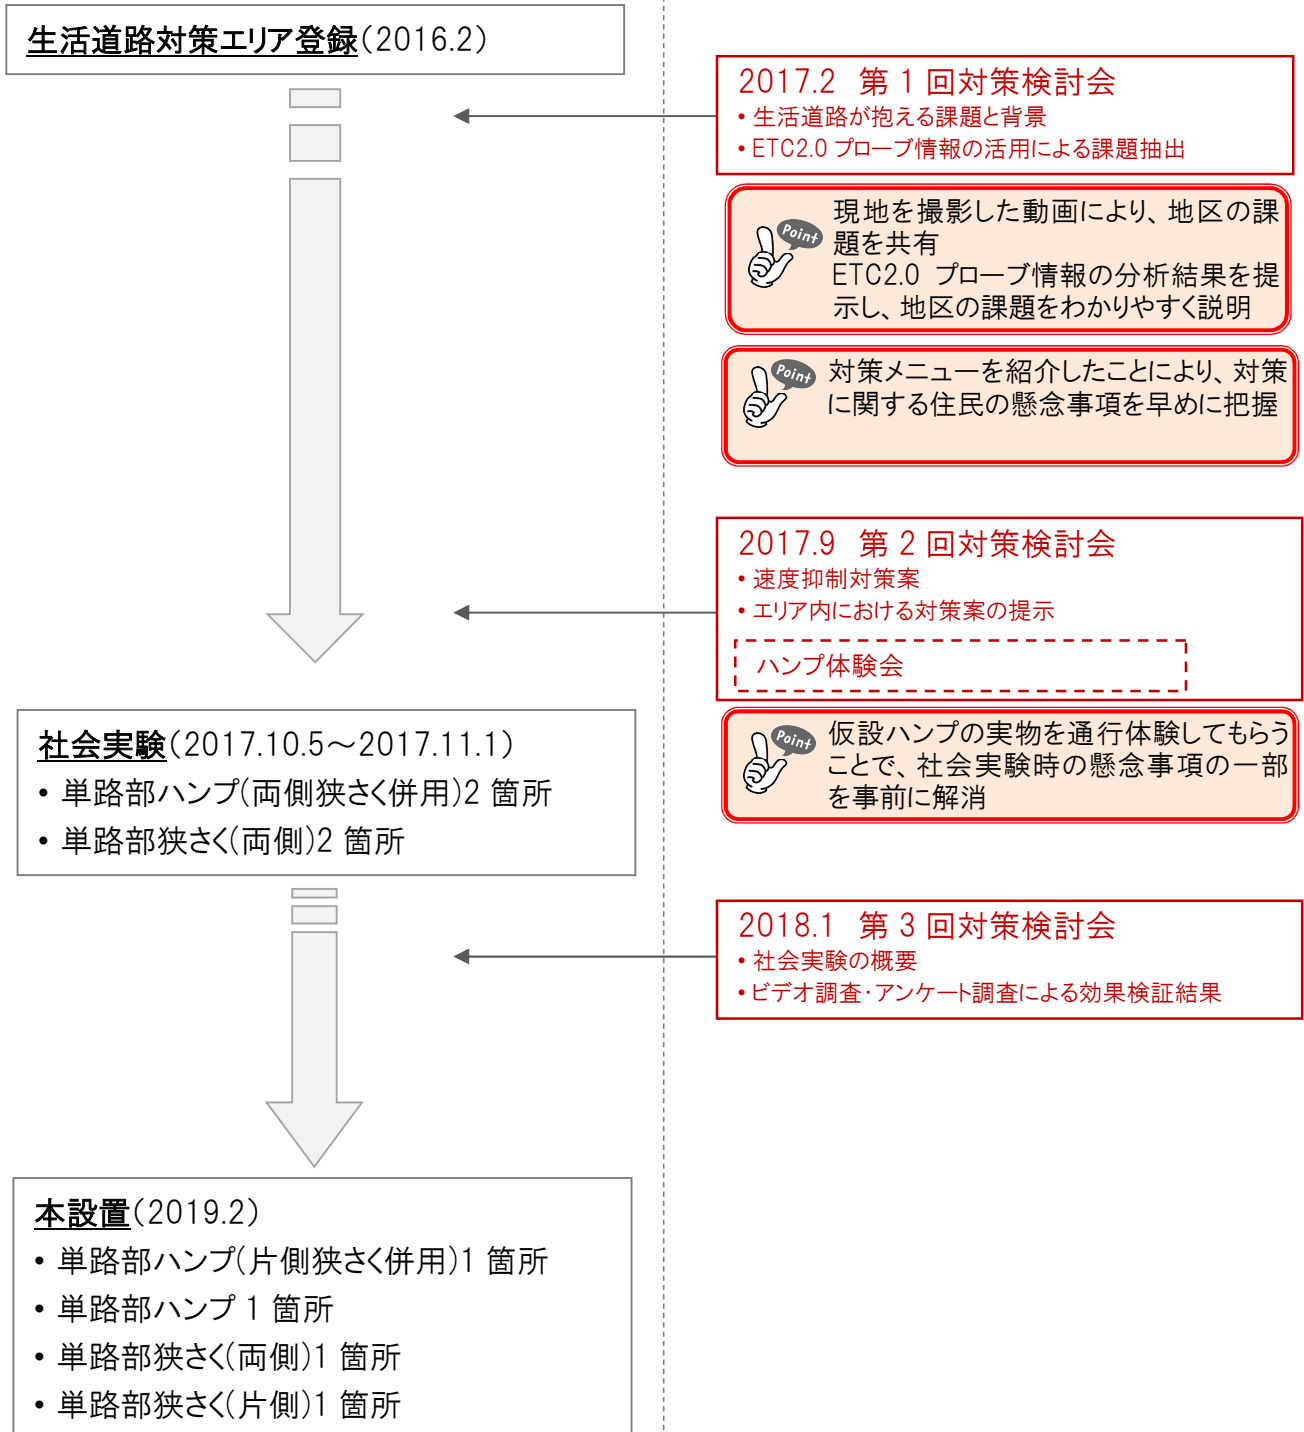 生活道路対策エリア登録(2016.2)
2017.2 第1回対策検討会
• 生活道路が抱える課題と背景
• ETC2.0 プローブ情報の活用による課題抽出
Point
現地を撮影した動画により、地区の課
題を共有
ETC2.0 プローブ情報の分析結果を提
示し、地区の課題をわかりやすく説明
Point
対策メニューを紹介したことにより、対策
に関する住民の懸念事項を早めに把握
2017.9 第2回対策検討会
• 速度抑制対策案
• エリア内における対策案の提示
ハンプ体験会
社会実験(2017.10.5～2017.11.1)
• 単路部ハンプ(両側狭さく併用)2 箇所
• 単路部狭さく(両側)2 箇所
Point
仮設ハンプの実物を通行体験してもらう
ことで、社会実験時の懸念事項の一部
を事前に解消
2018.1 第3回対策検討会
• 社会実験の概要
• ビデオ調査・アンケート調査による効果検証結果
本設置(2019.2)
• 単路部ハンプ(片側狭さく併用)1 箇所
• 単路部ハンプ 1 箇所
• 単路部狭さく(両側)1 箇所
• 単路部狭さく(片側)1 箇所